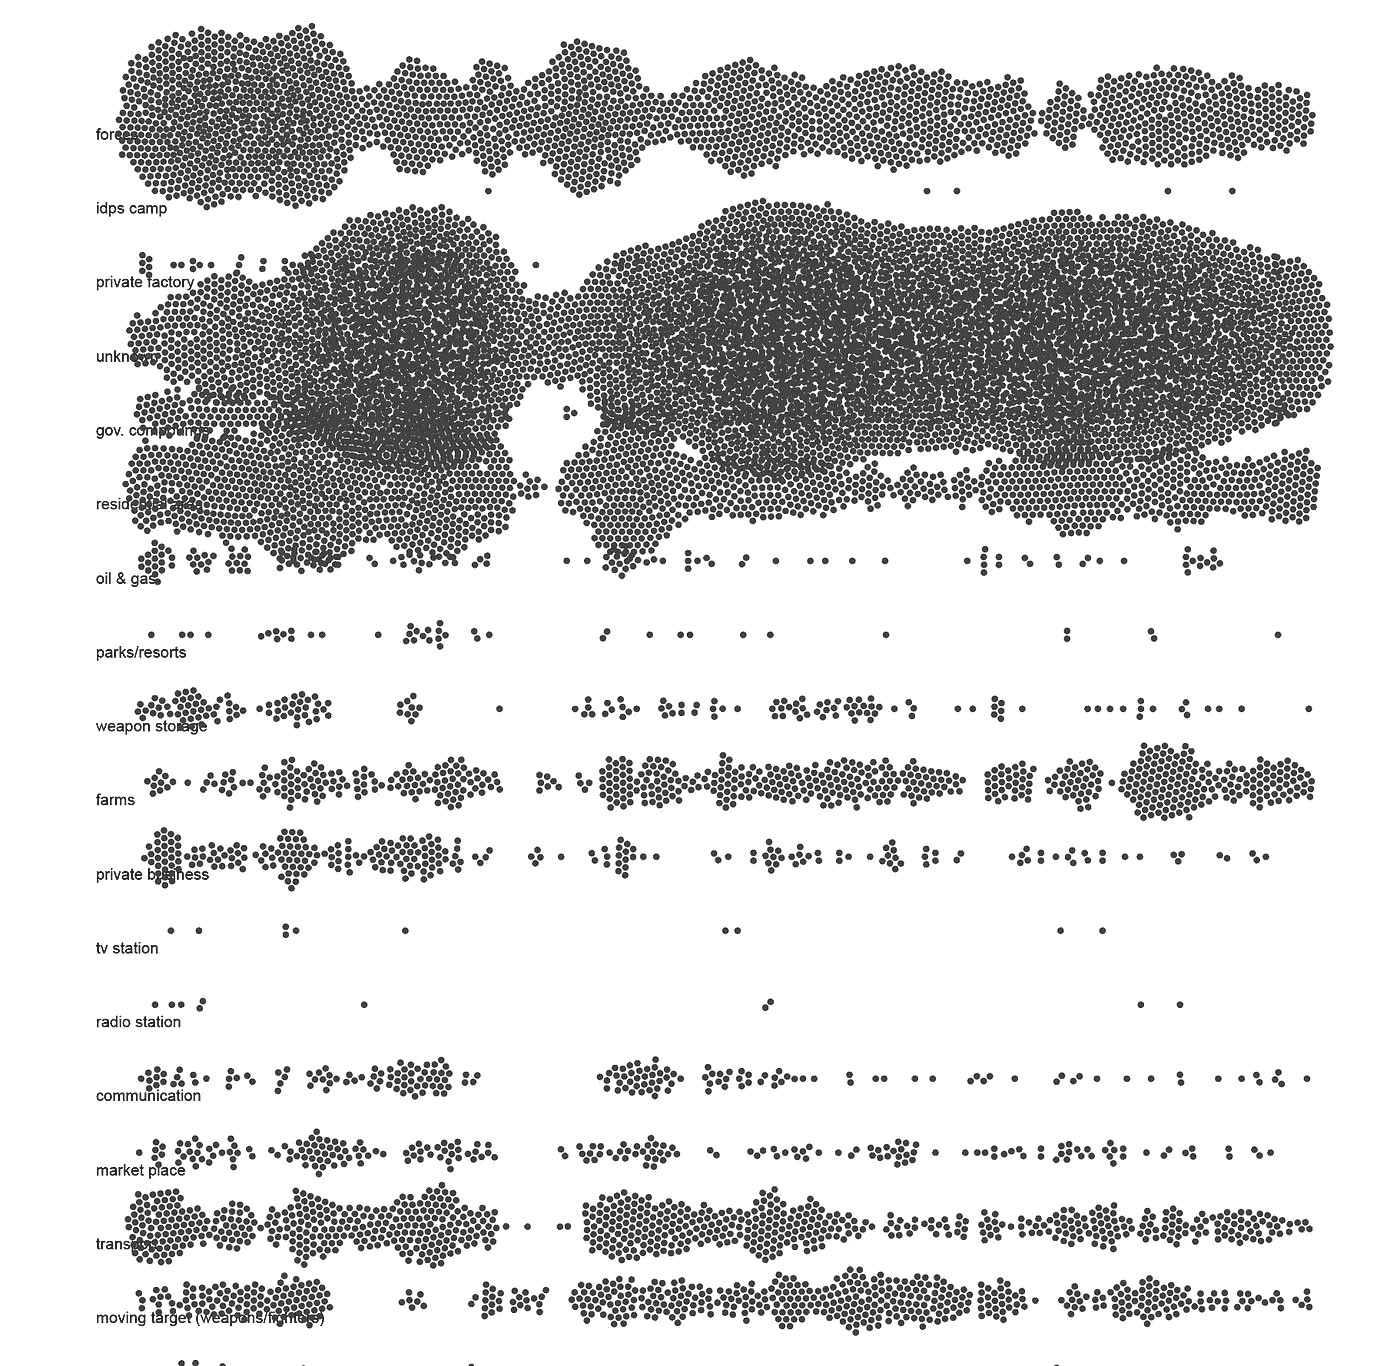 idps camp
private factory
unknown
gov. compounds
residential area
oil & gas
parks/resorts
weapon storage
farms
private business
tv station
radio station
communication
market place
transport
moving target (weapons/fighters)